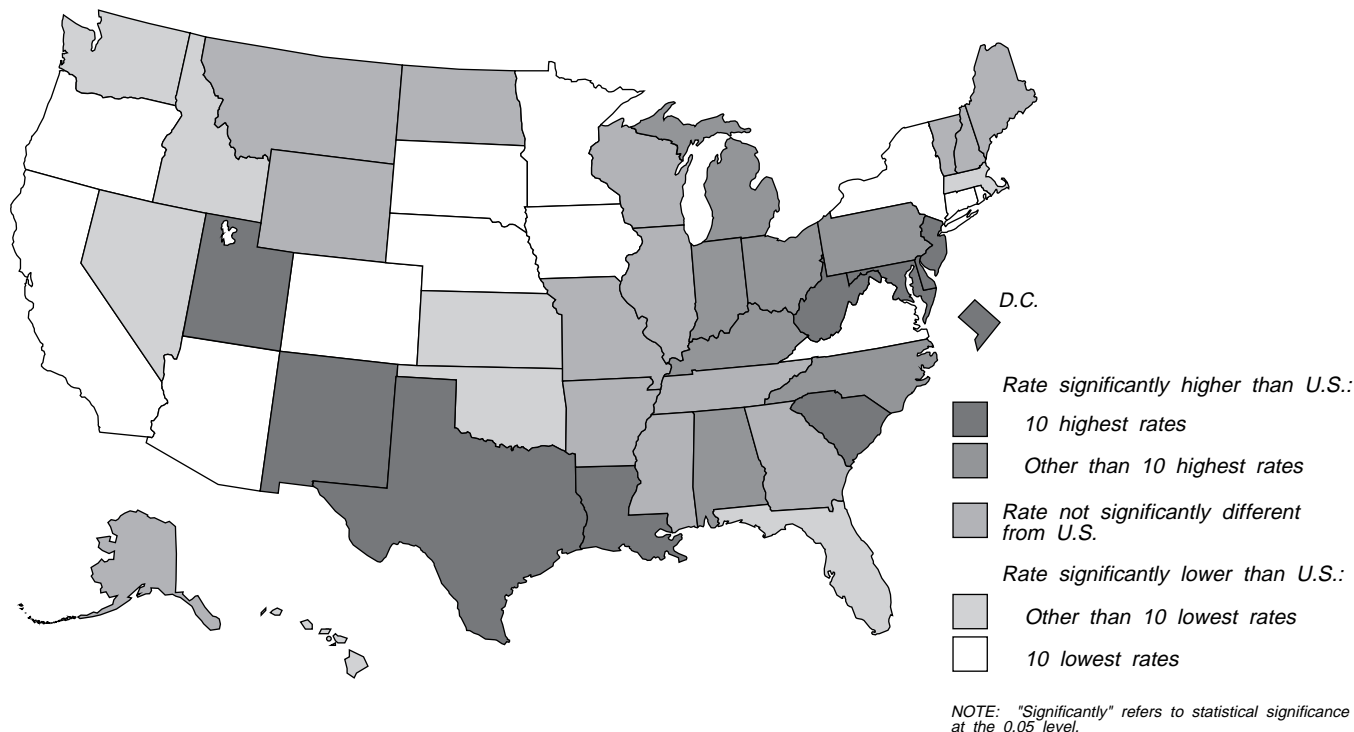 D.C.
Rate significantly higher than U.S.:
10 highest rates
Other than 10 highest rates
Rate not significantly different
from U.S.
Rate significantly lower than U.S.:
Other than 10 lowest rates
10 lowest rates
NOTE: "Significantly" refers to statistical significance
at the 0.05 level.